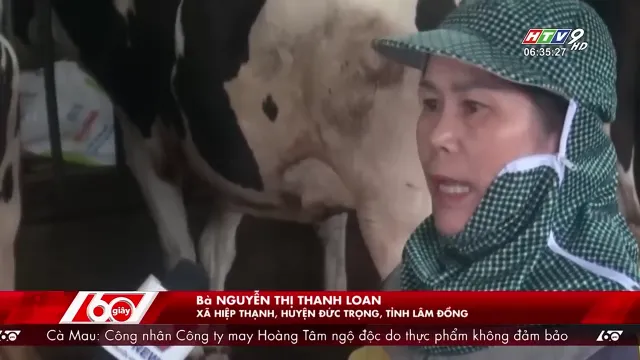 HTV9 HD
06:35:27
Bà NGUYỄN THỊ THANH LOAN
60 giây
XÃ HIỆP THẠNH, HUYỆN ĐỨC TRỌNG, TỈNH LÂM ĐỒNG
Cà Mau: Công nhân Công ty may Hoàng Tâm ngộ độc do thực phẩm không đảm bảo
60